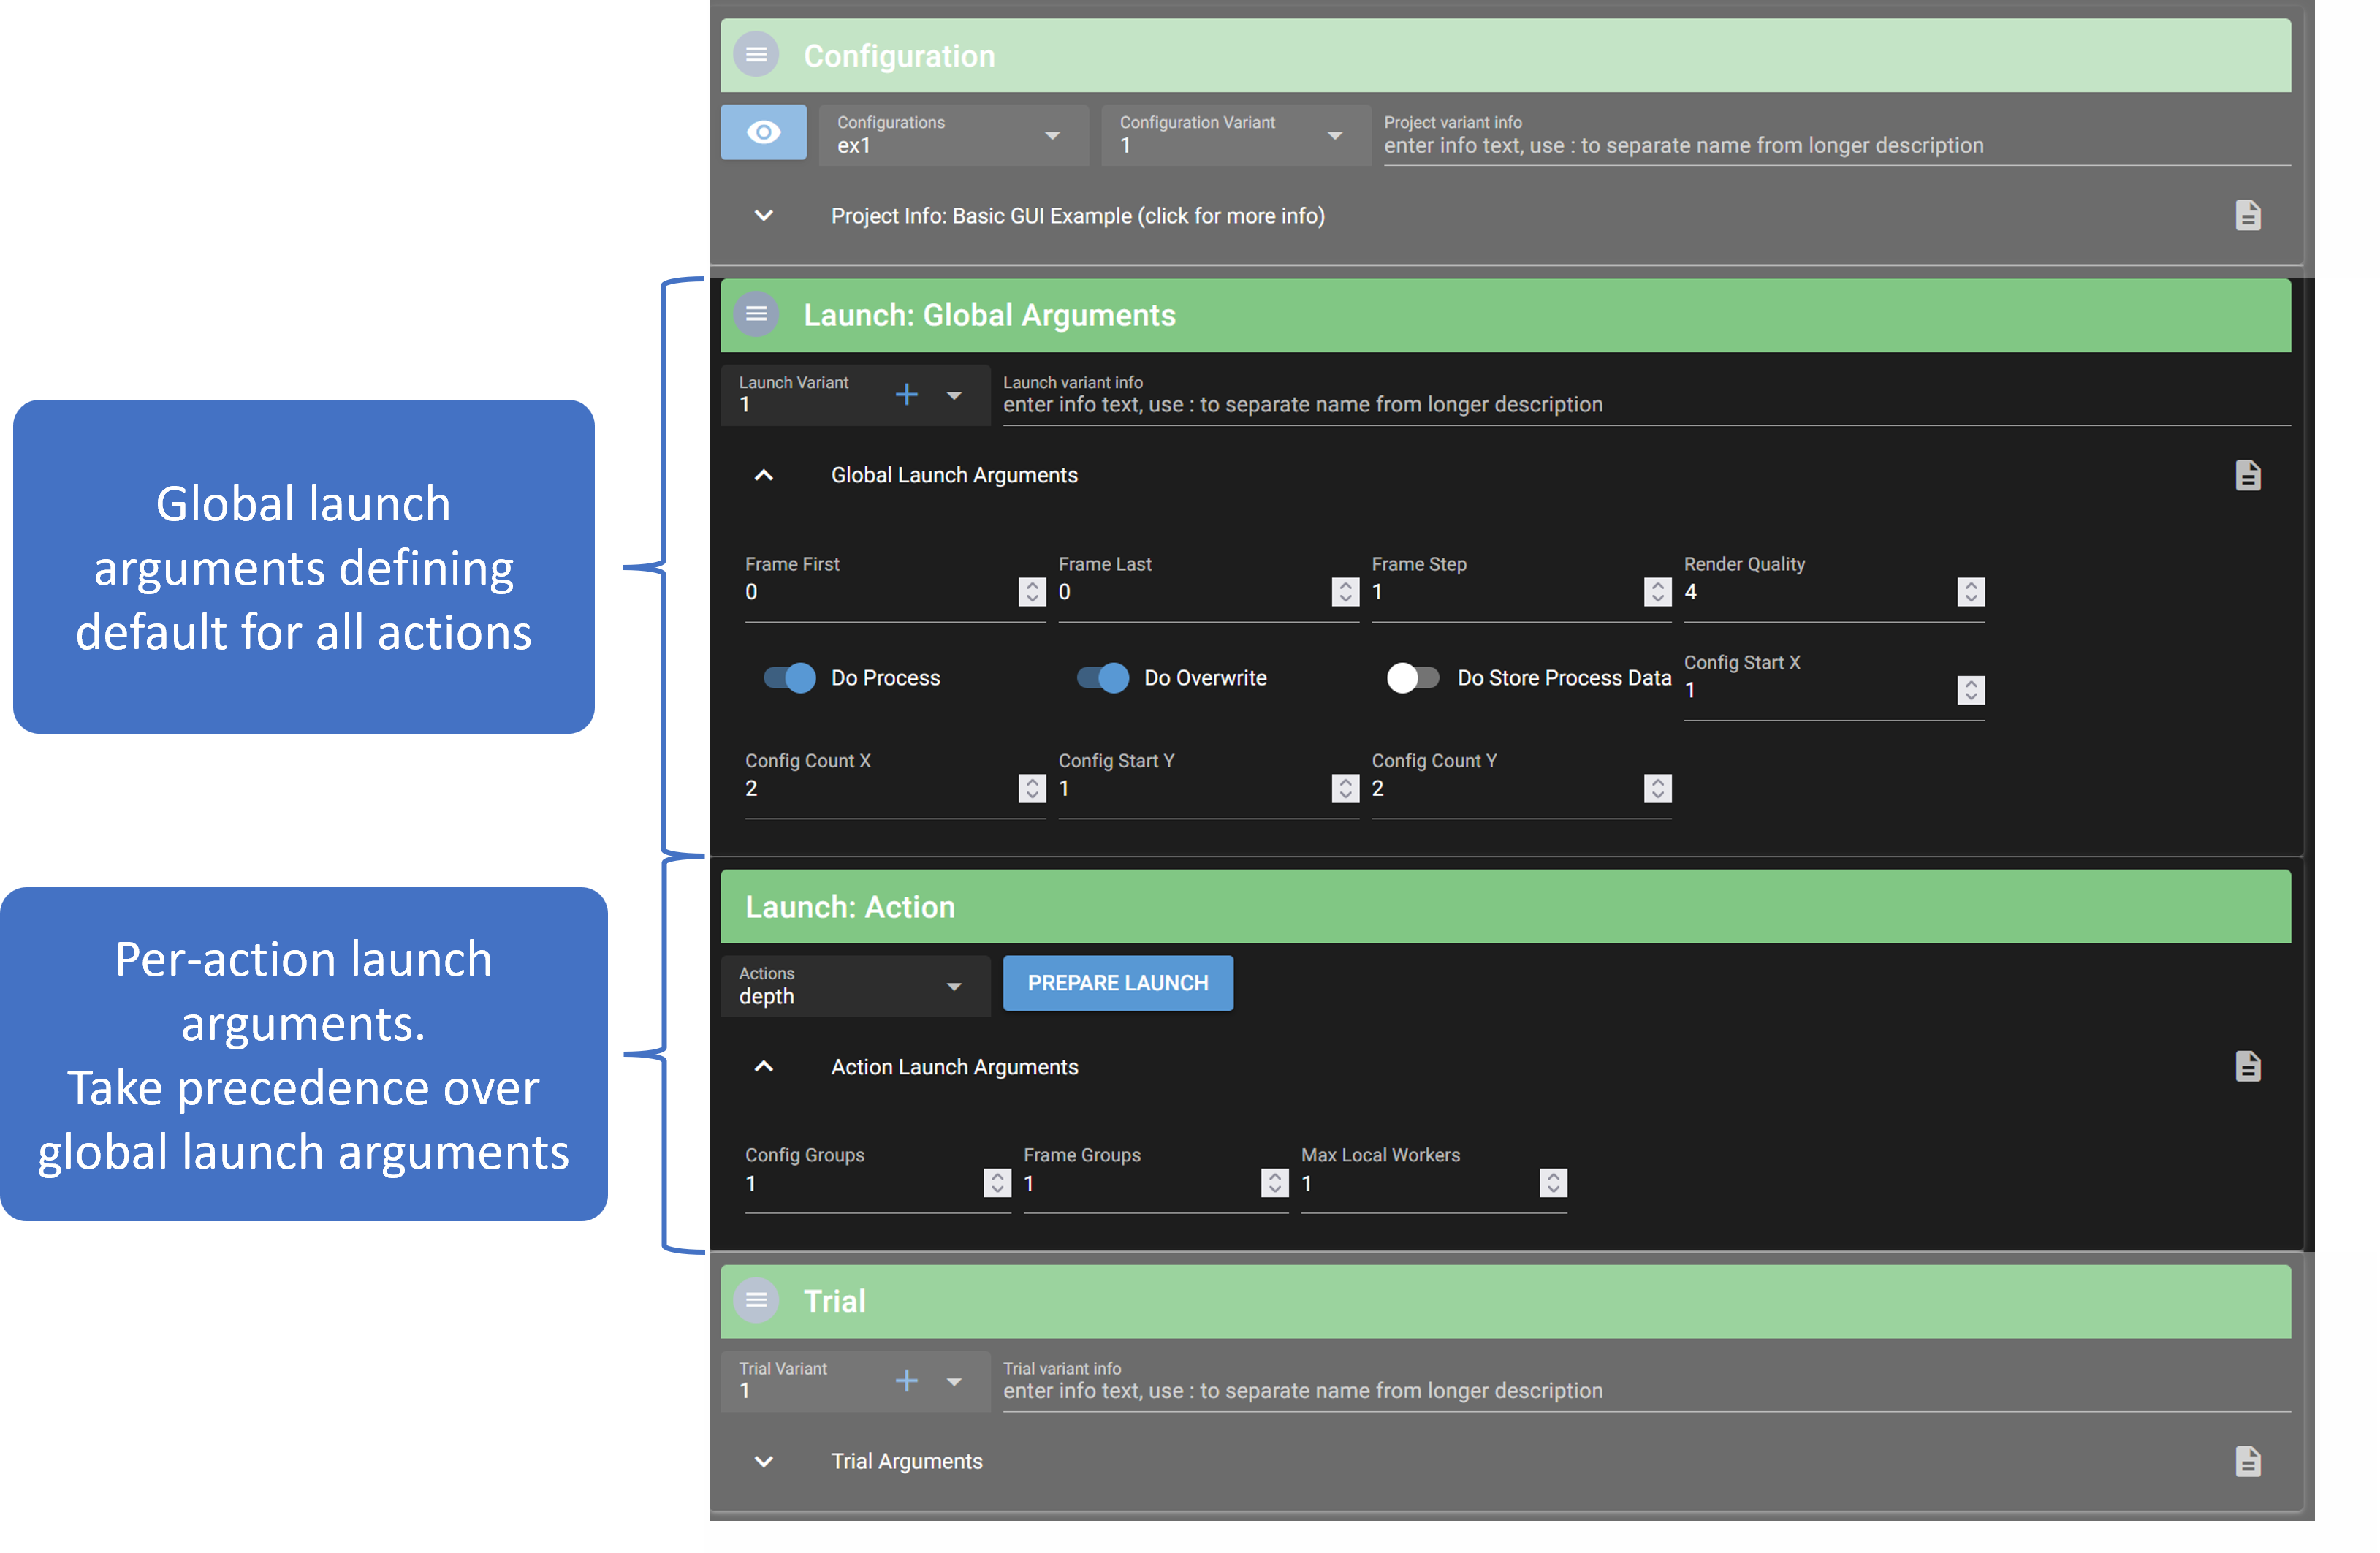 Configuration
Configurations
ex1
Configuration Variant
1
Project variant info
enter info text, use : to separate name from longer description
Project Info: Basic GUI Example (click for more info)
Launch: Global Arguments
Launch Variant
1
Launch variant info
enter info text, use : to separate name from longer description
Global Launch Arguments
Frame First
0
Frame Last
0
Frame Step
1
Render Quality
4
Do Process
Do Overwrite
Do Store Process Data
Config Start X
1
Config Count X
2
Config Start Y
1
Config Count Y
2
Global launch
arguments defining
default for all actions
Launch: Action
Actions
depth
PREPARE LAUNCH
Action Launch Arguments
Config Groups
1
Frame Groups
1
Max Local Workers
1
Per-action launch
arguments.
Take precedence over
global launch arguments
Trial
Trial Variant
1
Trial variant info
enter info text, use : to separate name from longer description
Trial Arguments